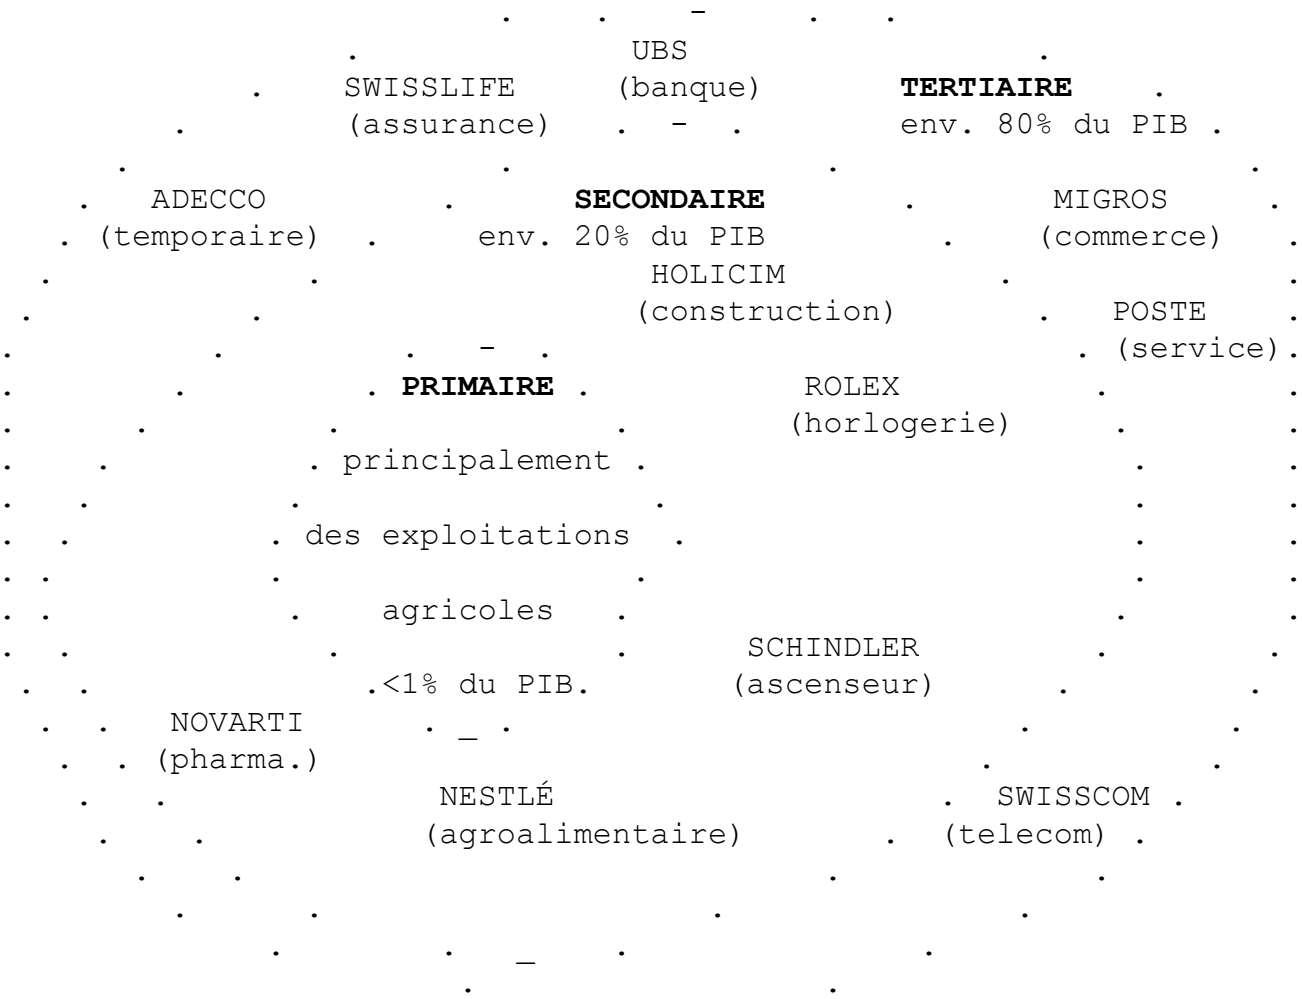 UBS
SWISSLIFE (banque) TERTIAIRE
(assurance) env. 80% du PIB
ADECCO SECONDAIRE MIGROS
(temporaire) env. 20% du PIB (commerce)
HOLICIM
(construction) POSTE
(service)
PRIMAIRE ROLEX
(horlogerie)
principalement
des exploitations
agricoles
SCHINDLER
<1% du PIB. (ascenseur)
NOVARTI
(pharma.)
NESTLÉ SWISSCOM
(agroalimentaire) (telecom)